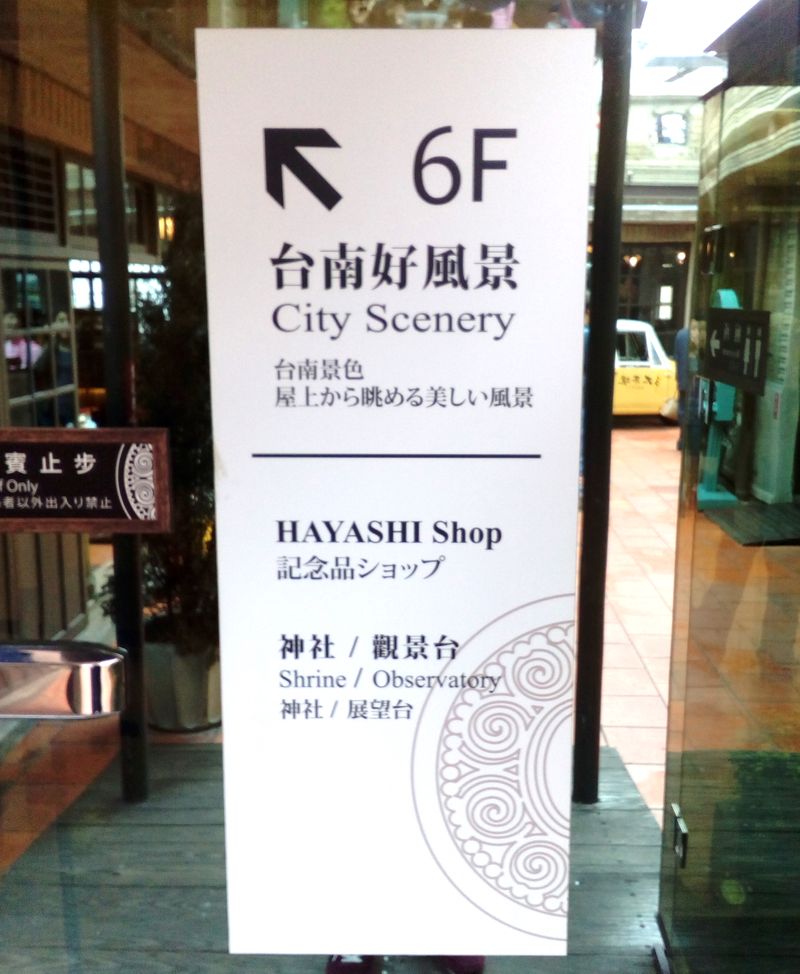 6F
台南好風景
City Scenery
台南景色
屋上から眺める美しい風景
HAYASHI Shop
記念品ショップ
神社 / 觀景台
Shrine / Observatory
神社 / 展望台
賓止步
f Only
者以外出入り禁止